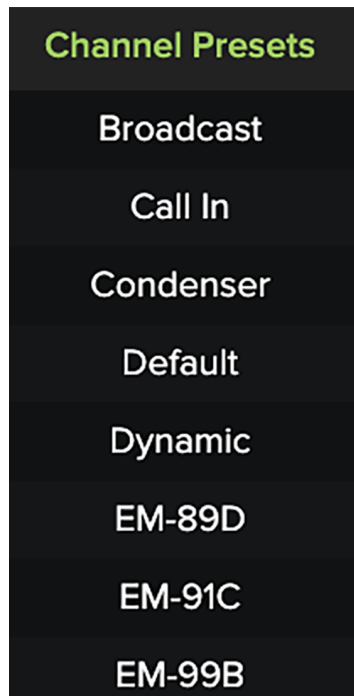 Channel Presets
Broadcast
Call In
Condenser
Default
Dynamic
EM-89D
EM-91C
EM-99B